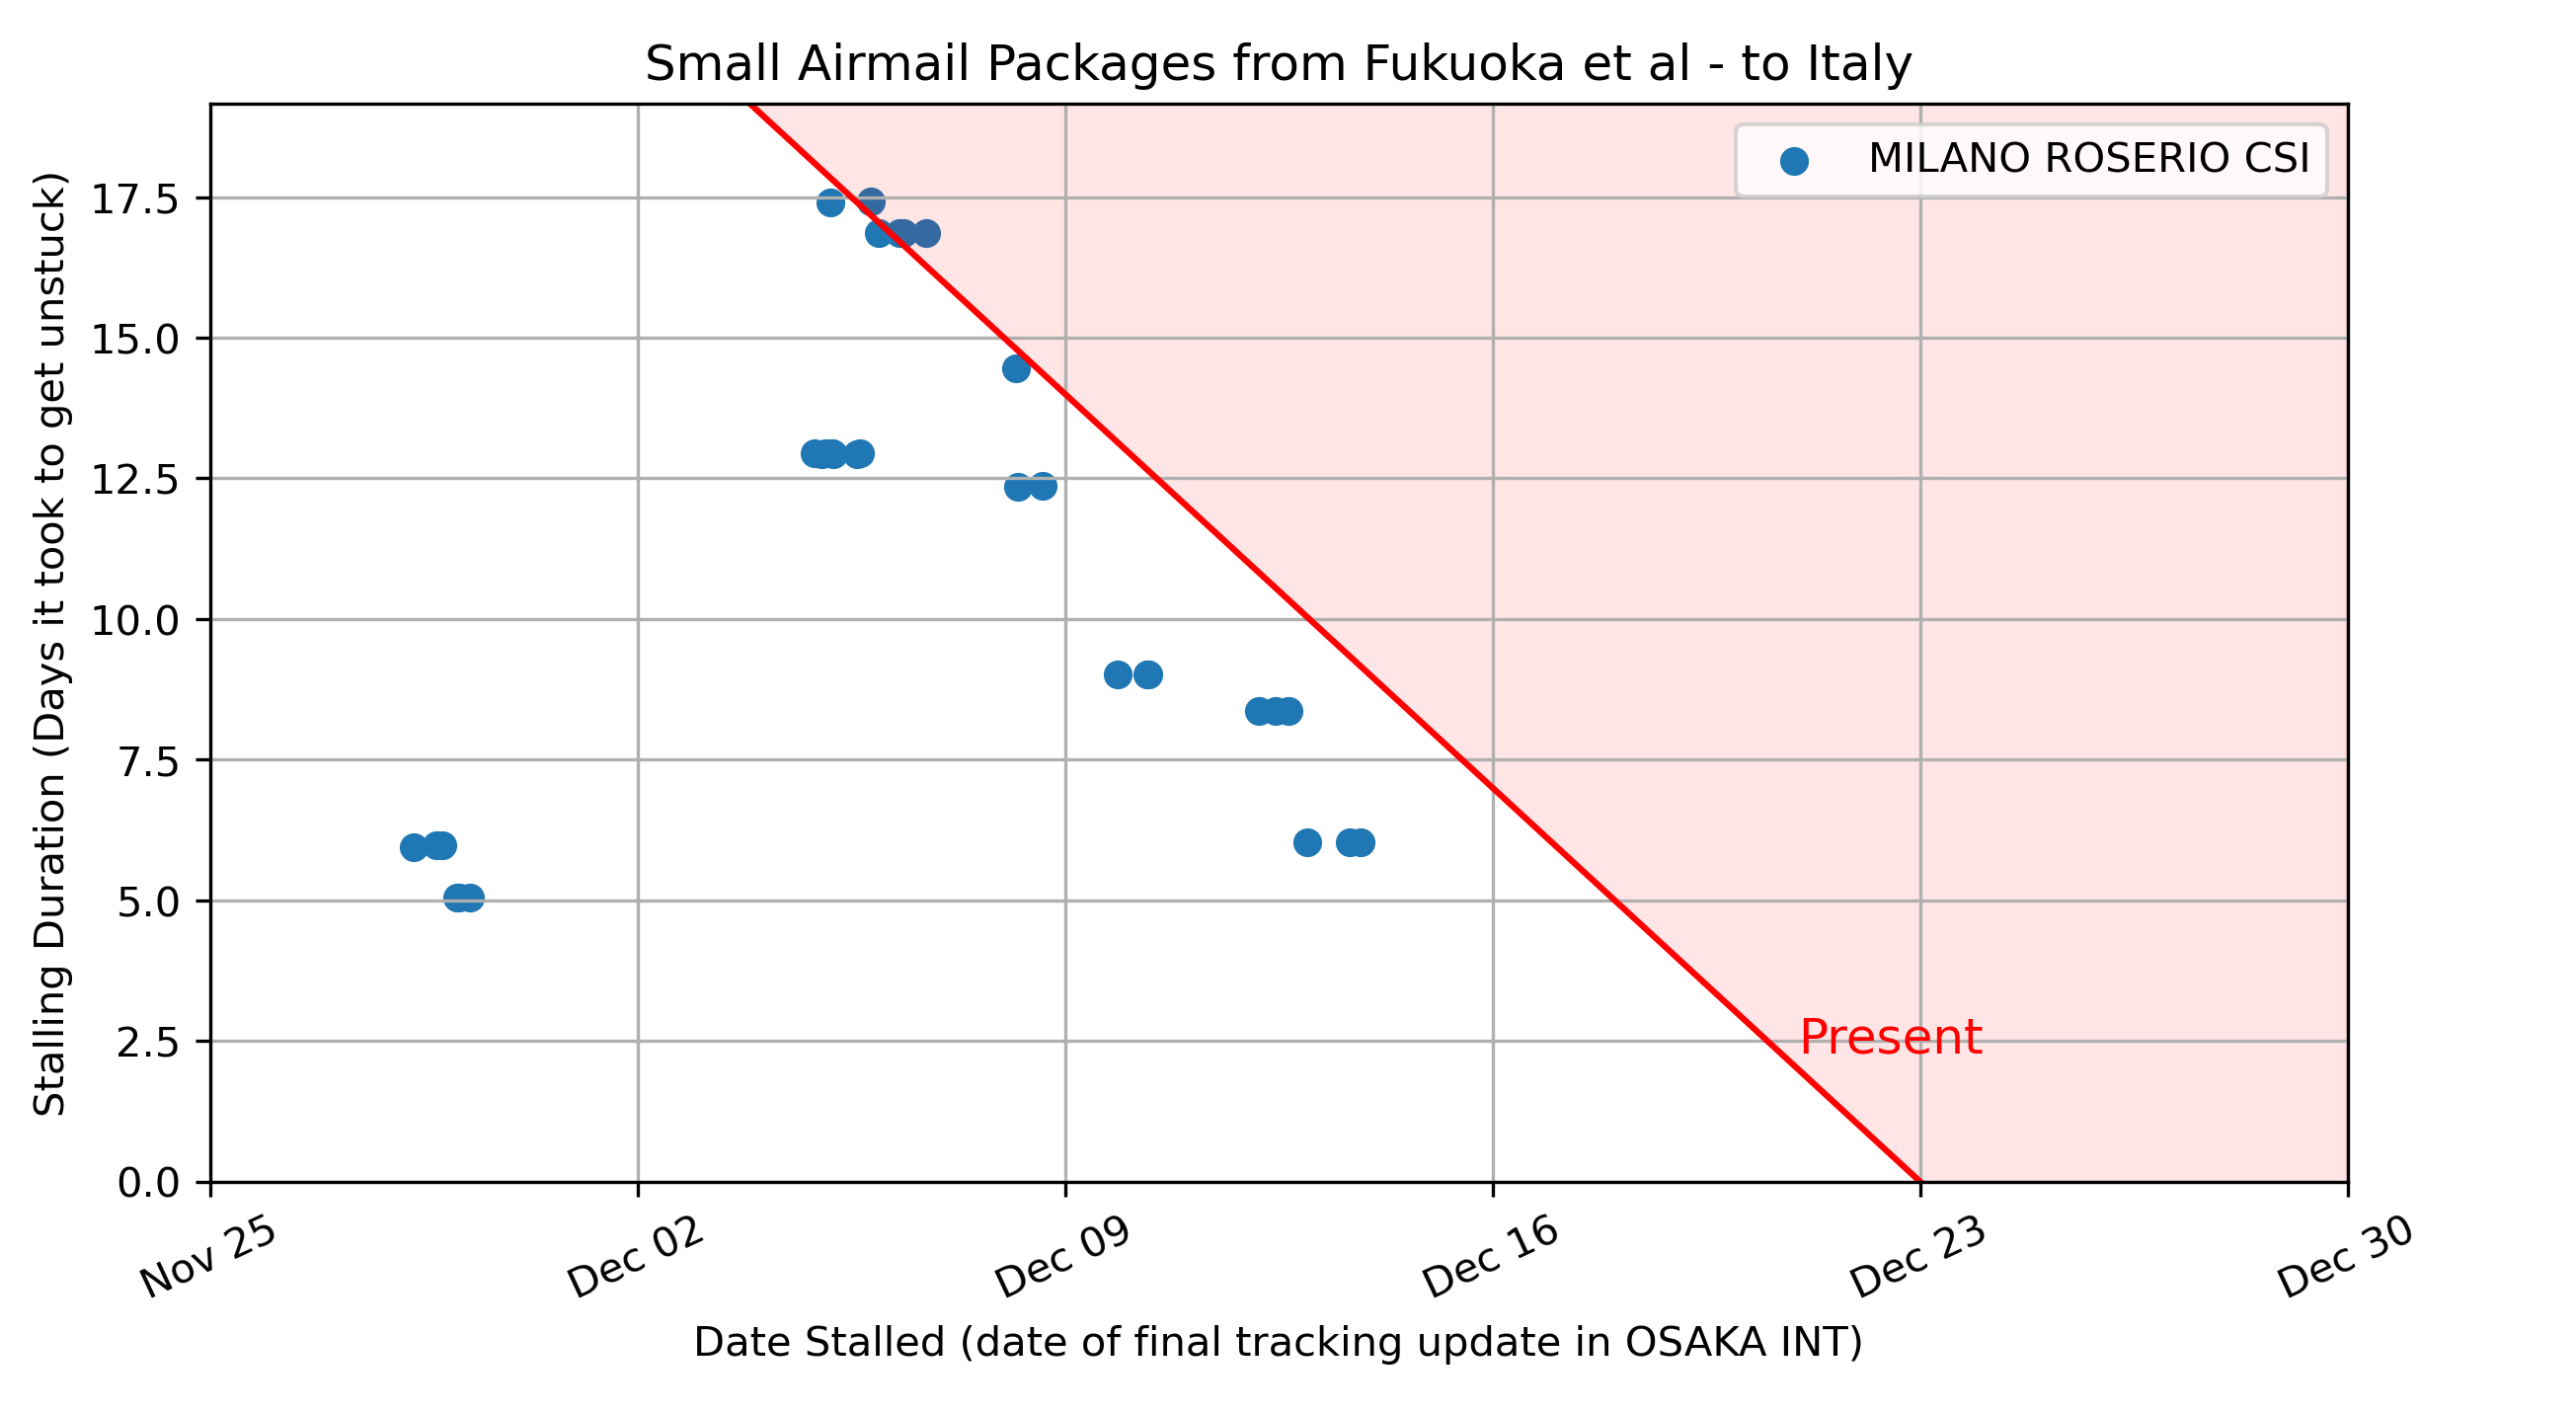 Small Airmail Packages from Fukuoka et al - to Italy
MILANO ROSERIO CSI
Stalling Duration (Days it took to get unstuck)
17.5
15.0
12.5
10.0
7.5
5.0
2.5
0.0
Present
Nov 25
Dec 02
Dec 09
Dec 16
Dec 23
Dec 30
Date Stalled (date of final tracking update in OSAKA INT)